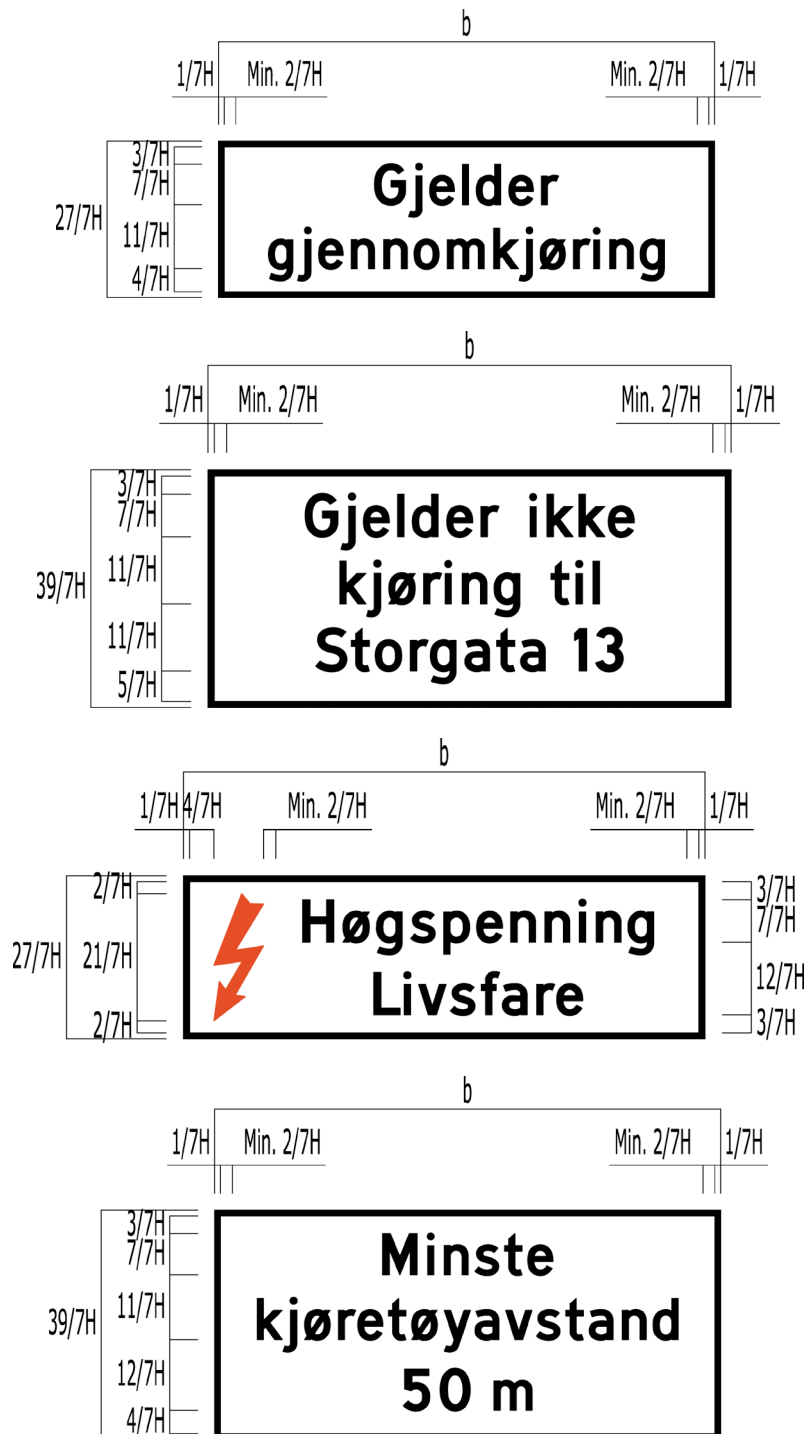 b
1/7H Min. 2/7H Min. 2/7H 1/7H
3/7H
7/7H
27/7H
11/7H
4/7H
Gjelder
gjennomkjøring
b
1/7H Min. 2/7H Min. 2/7H 1/7H
3/7H
7/7H
39/7H
11/7H
11/7H
5/7H
Gjelder ikke
kjøring til
Storgata 13
b
1/7H 4/7H Min. 2/7H Min. 2/7H 1/7H
2/7H
27/7H
21/7H
2/7H
Høgspenning
Livsfare
3/7H
7/7H
12/7H
3/7H
b
1/7H Min. 2/7H Min. 2/7H 1/7H
3/7H
7/7H
39/7H
11/7H
12/7H
4/7H
Minste
kjøretøyavstand
50 m